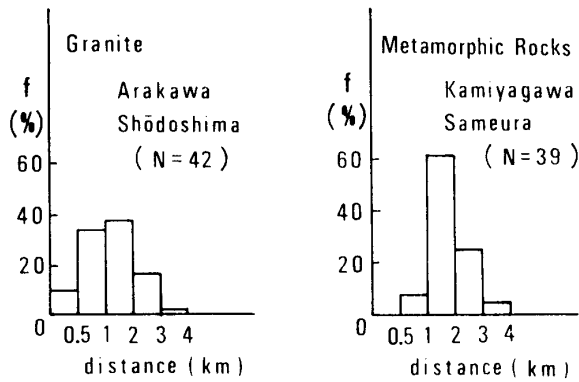 Granite
f
(%)
Arakawa
Shōdoshima
(N=42)
60
40
20
0
0.5 1 2 3 4
distance (km)
Metamorphic Rocks
f
(%)
Kamiyagawa
Sameura
(N=39)
60
40
20
0
0.5 1 2 3 4
distance (km)